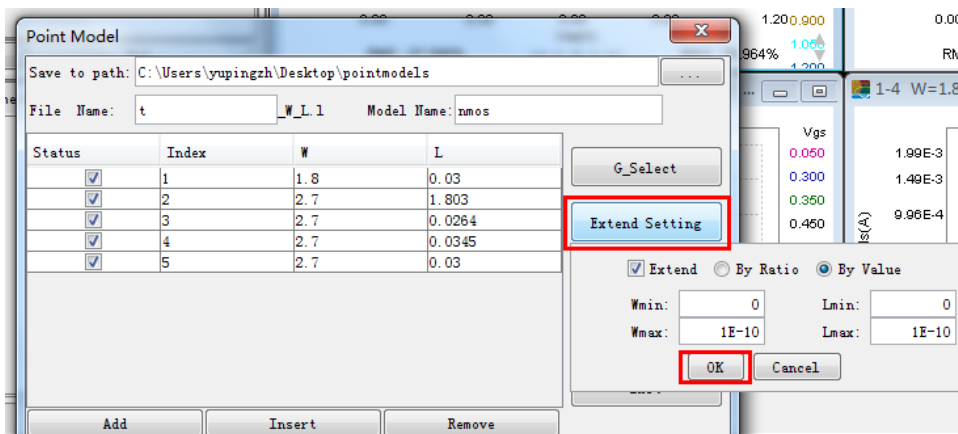 0.00 1.20 0.900 0.00
Point Model
.964% 1.050 RM
1.200
Save to path: C:\Users\yupingzh\Desktop\pointmodels ...
... 1-4 W=1.8
File Name: t _W_L.l Model Name: nmos
Status Index W L
Vgs
1 1.8 0.03
G_Select
0.050 1.99E-3
2 2.7 1.803
0.300 1.49E-3
3 2.7 0.0264
Extend Setting
0.350 9.96E-4
4 2.7 0.0345
0.450 Is(A)
5 2.7 0.03
Extend By Ratio By Value
Wmin: 0 Lmin: 0
Wmax: 1E-10 Lmax: 1E-10
OK Cancel
Add Insert Remove